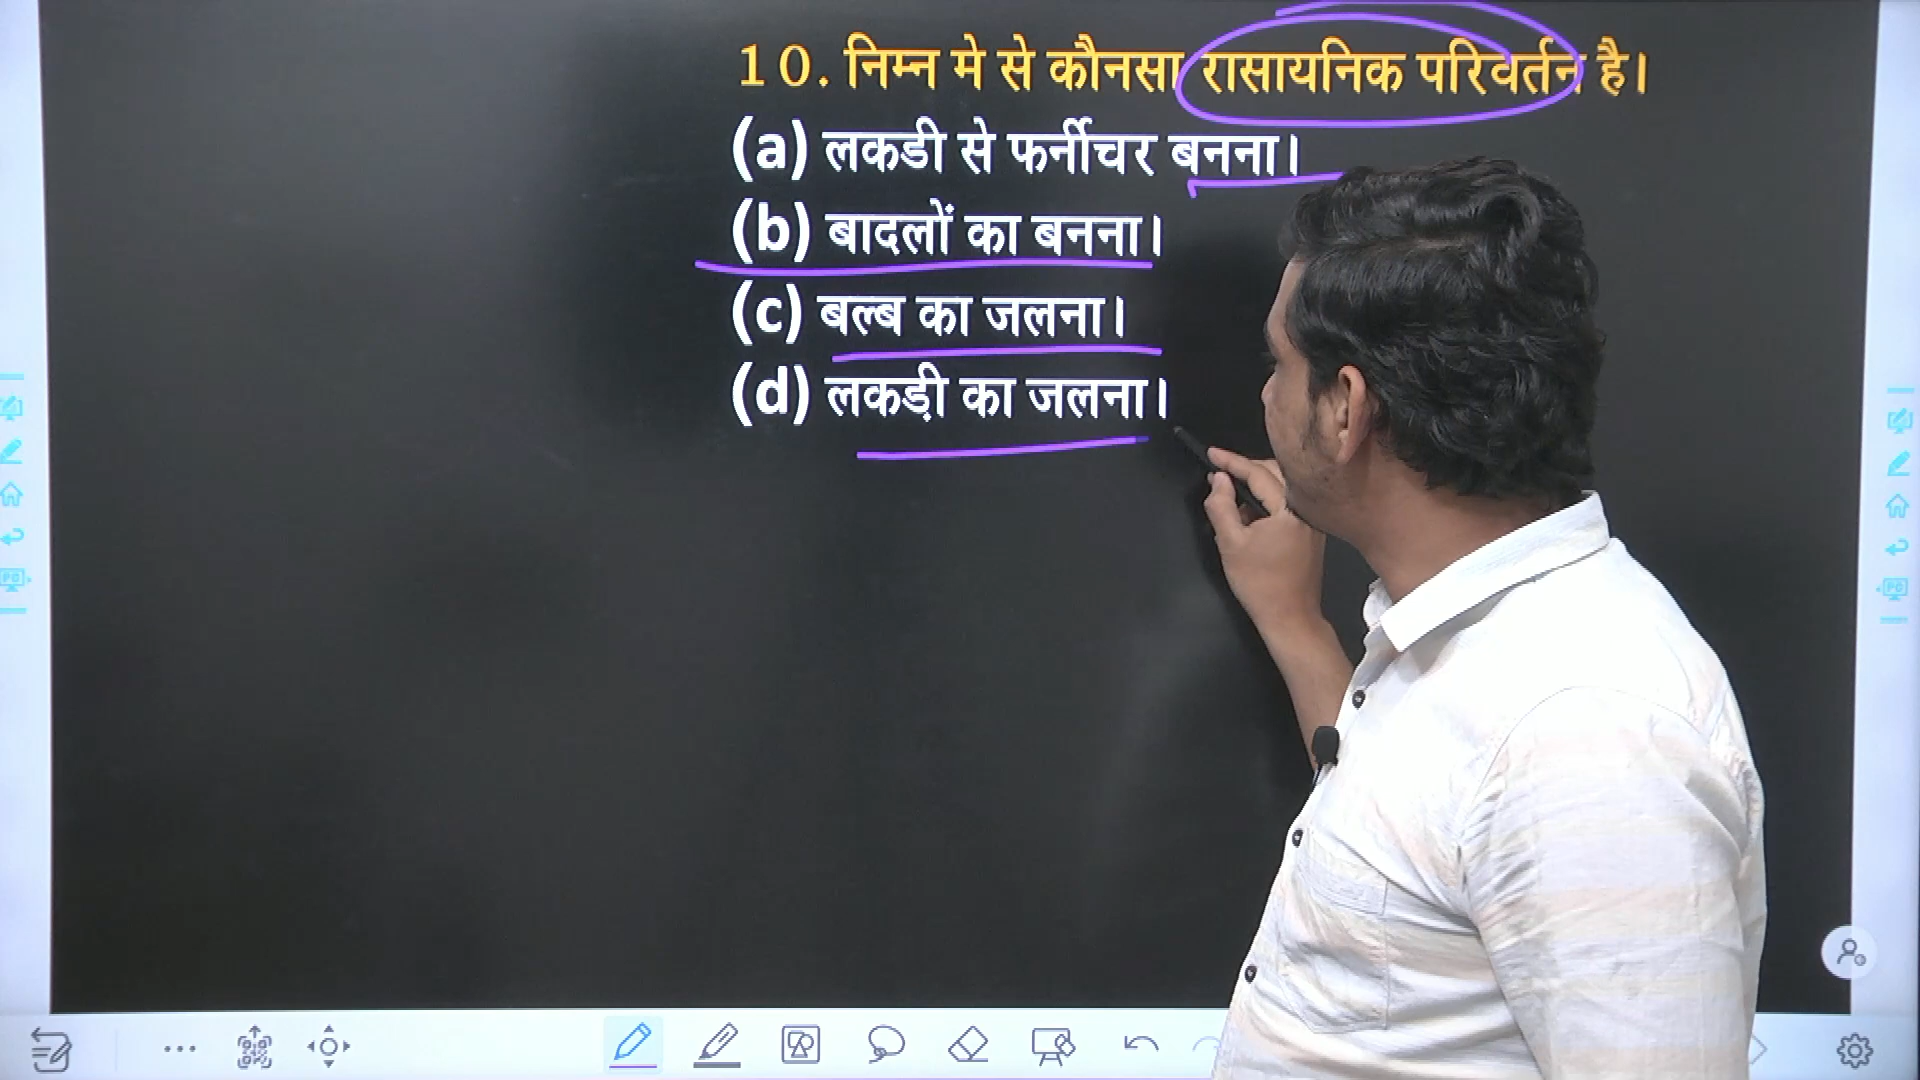 10. निम्न मे से कौनसा रासायनिक परिवर्तन है।
(a) लकडी से फर्नीचर बनना।
(b) बादलों का बनना।
(c) बल्ब का जलना।
(d) लकड़ी का जलना।